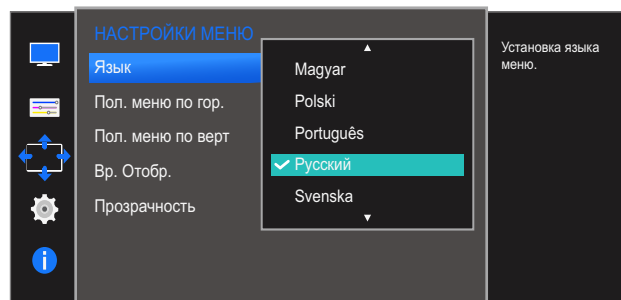 НАСТРОЙКИ МЕНЮ
Язык
Пол. меню по гор.
Пол. меню по верт
Вр. Отобр.
Прозрачность
Magyar
Polski
Português
Русский
Svenska
Установка языка
меню.